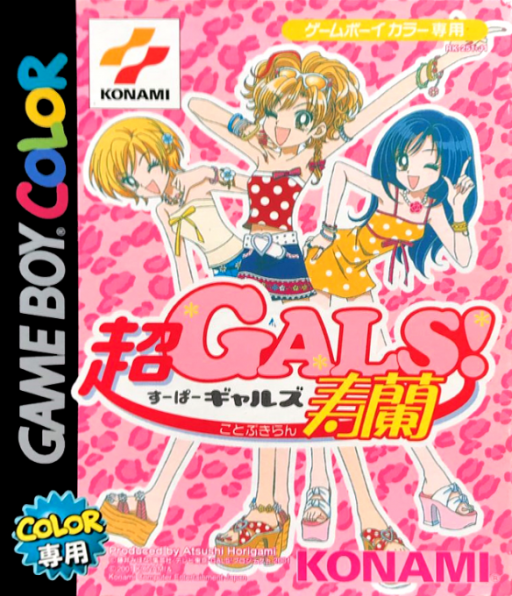 GAME BOY COLOR
KONAMI
ゲームボーイカラー専用
超GALS!
すーぱーギャルズ
寿蘭
ことぶきらん
COLOR
専用
Produced by Atsushi Horigami
KONAMI